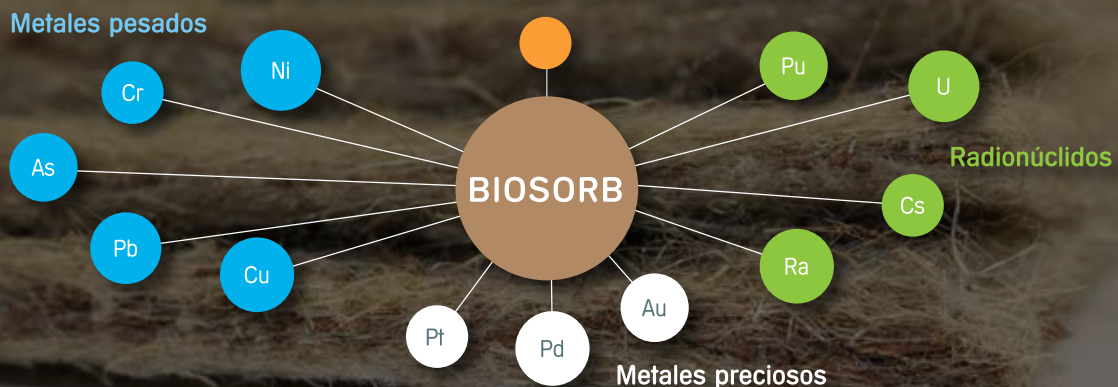 Metales pesados
Ni
Pu
Cr
U
Radionúclidos
As
BIOSORB
Cs
Pb
Cu
Ra
Au
Pt
Pd
Metales preciosos